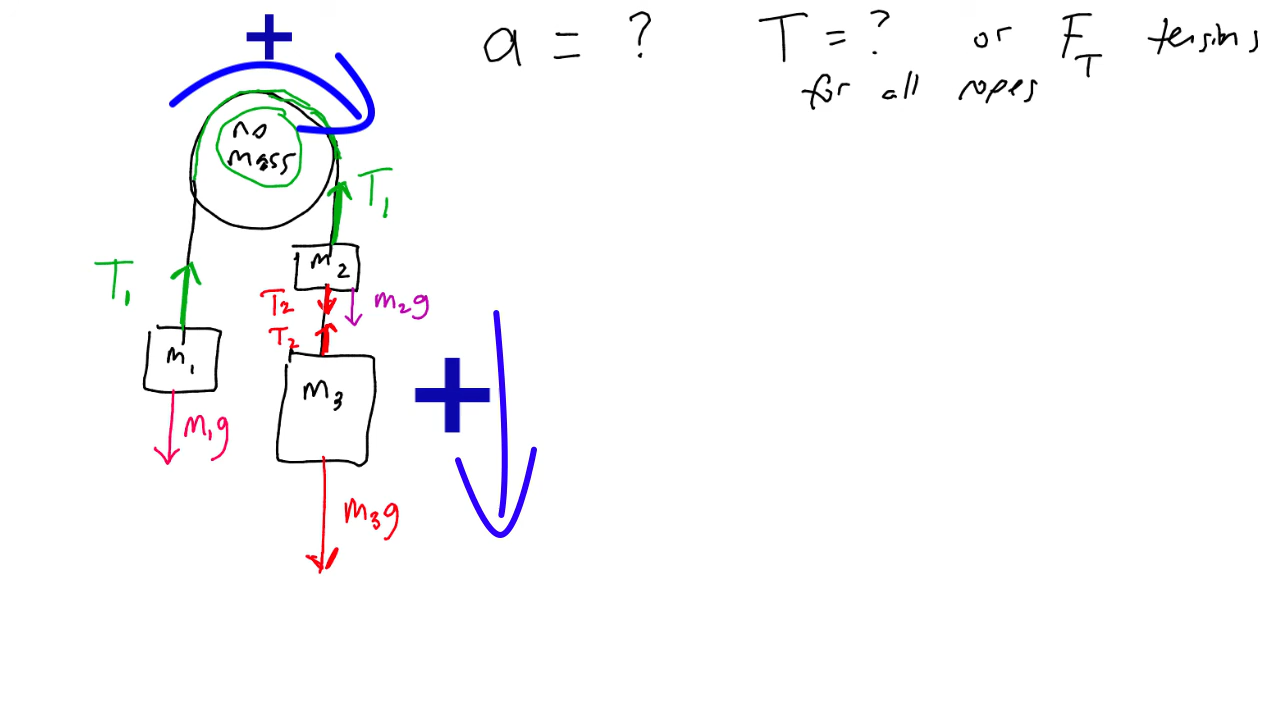 +
a = ? T = ? or F_T tensions
for all ropes
no
mass
T₁
T₁
m₂
T₂
m₂g
T₂
m₁
m₃
+
m₁g
m₃g